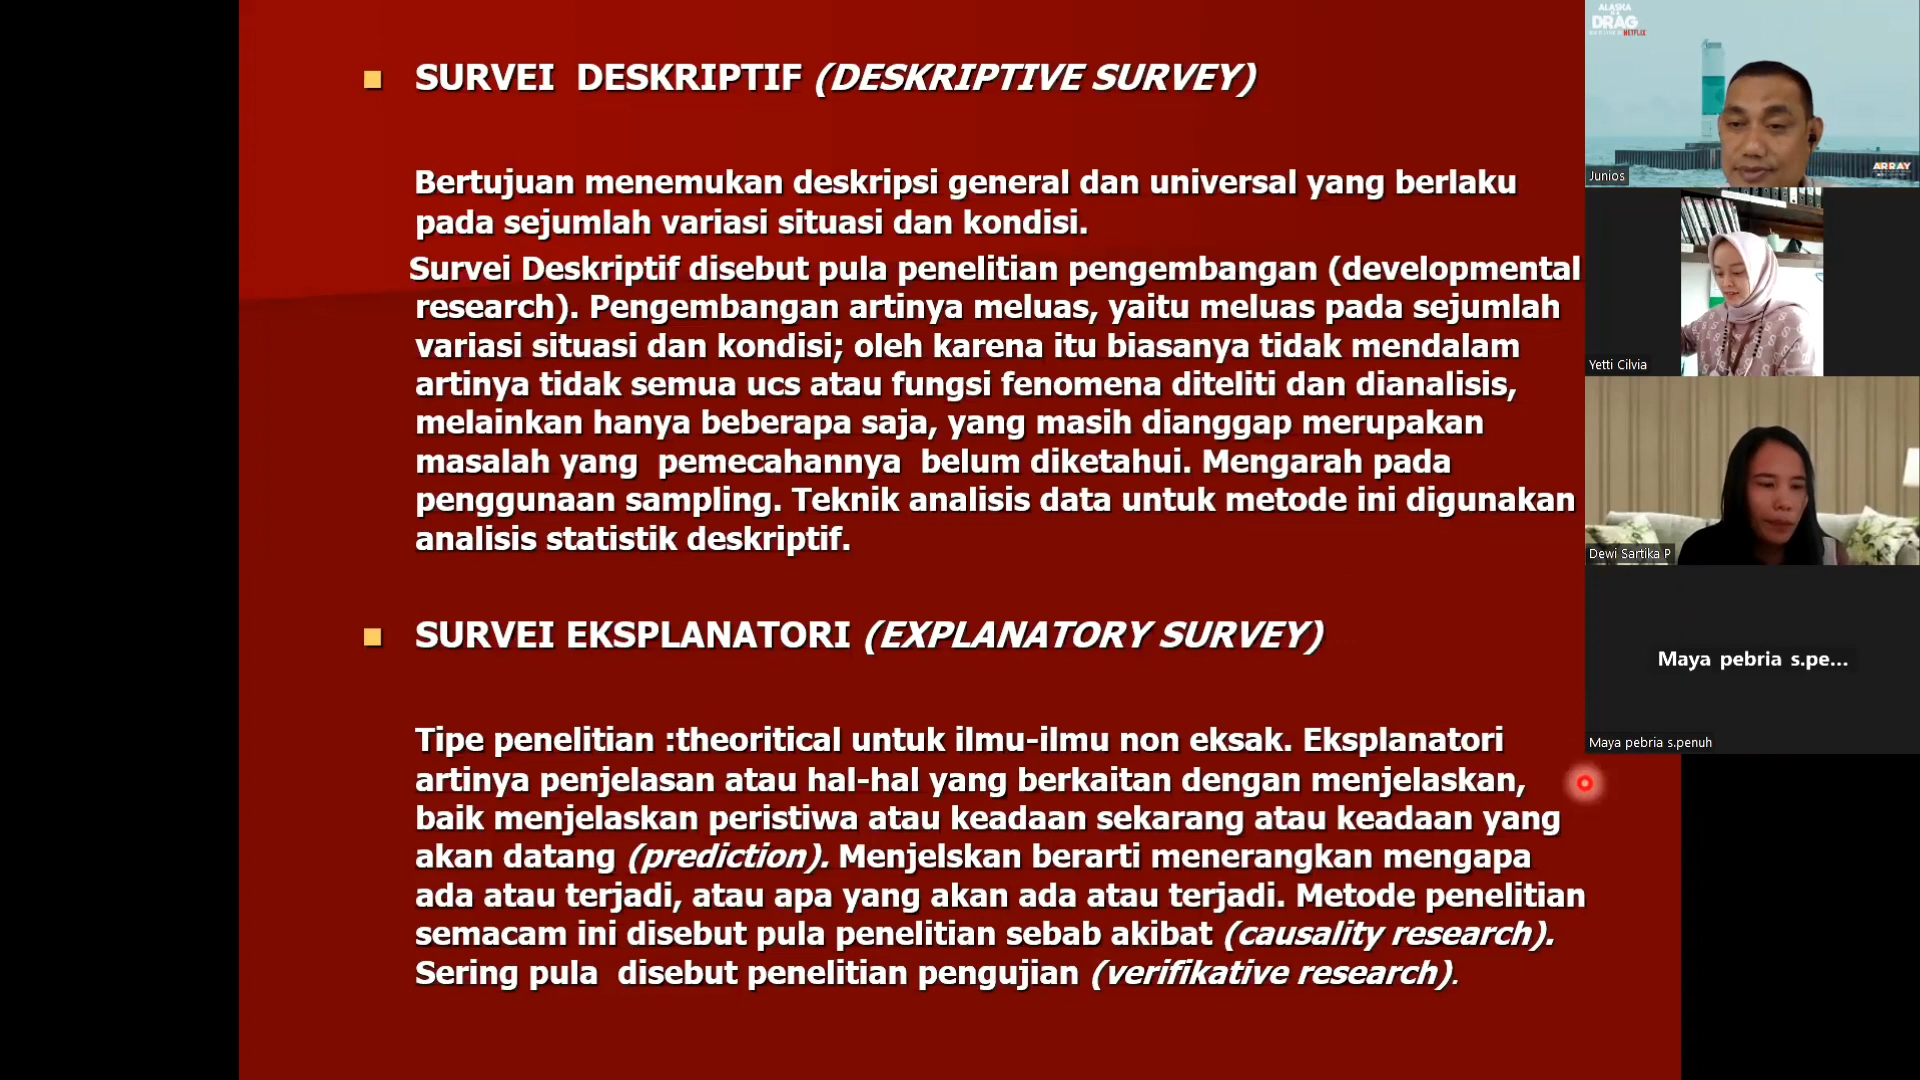 SURVEI DESKRIPTIF (DESKRIPTIVE SURVEY)
Bertujuan menemukan deskripsi general dan universal yang berlaku
pada sejumlah variasi situasi dan kondisi.
Survei Deskriptif disebut pula penelitian pengembangan (developmental
research). Pengembangan artinya meluas, yaitu meluas pada sejumlah
variasi situasi dan kondisi; oleh karena itu biasanya tidak mendalam
artinya tidak semua ucs atau fungsi fenomena diteliti dan dianalisis,
melainkan hanya beberapa saja, yang masih dianggap merupakan
masalah yang pemecahannya belum diketahui. Mengarah pada
penggunaan sampling. Teknik analisis data untuk metode ini digunakan
analisis statistik deskriptif.
SURVEI EKSPLANATORI (EXPLANATORY SURVEY)
Tipe penelitian :theoritical untuk ilmu-ilmu non eksak. Eksplanatori
artinya penjelasan atau hal-hal yang berkaitan dengan menjelaskan,
baik menjelaskan peristiwa atau keadaan sekarang atau keadaan yang
akan datang (prediction). Menjelskan berarti menerangkan mengapa
ada atau terjadi, atau apa yang akan ada atau terjadi. Metode penelitian
semacam ini disebut pula penelitian sebab akibat (causality research).
Sering pula disebut penelitian pengujian (verifikative research).
ALASKA
DRAG
NETFLIX
ARRAY
Junios
Yetti Cilvia
Dewi Sartika P
Maya pebria s.pe...
Maya pebria s.penuh